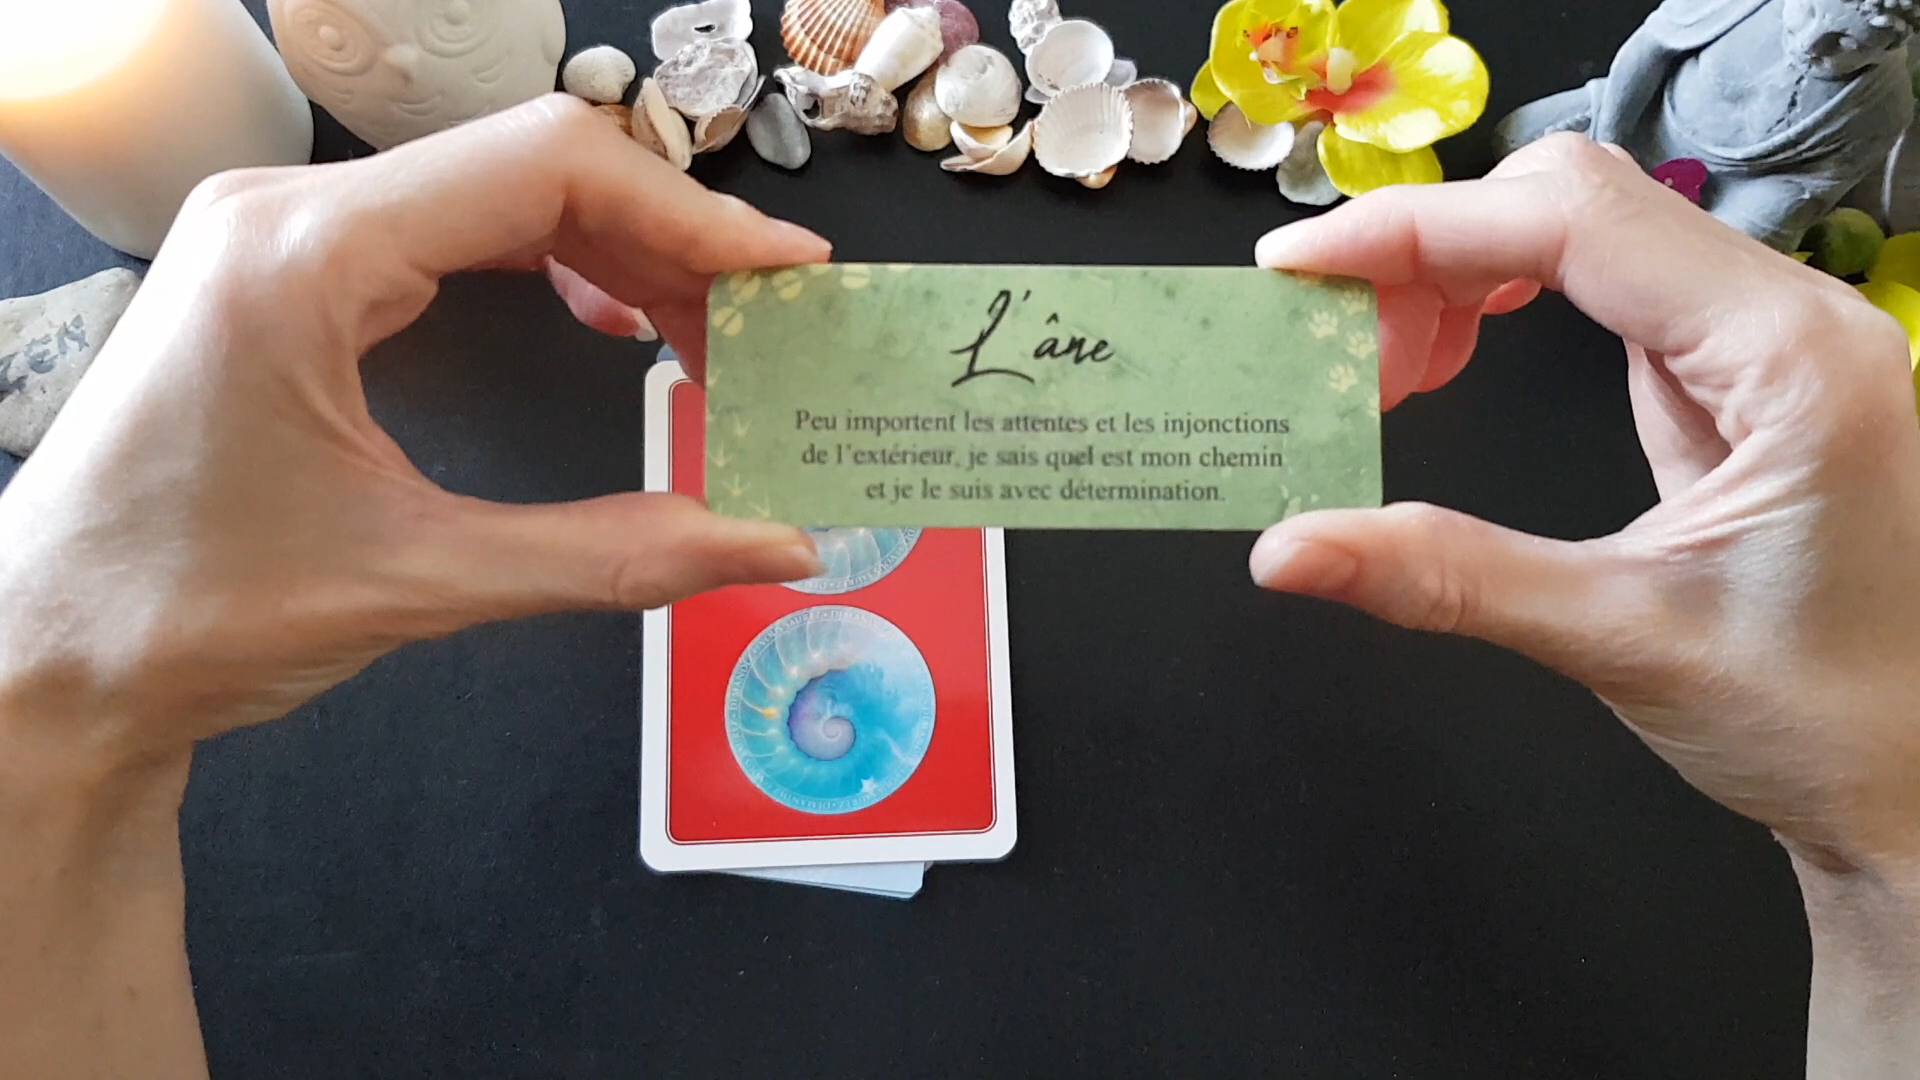 ZEN
L'âne
Peu importent les attentes et les injonctions
de l'extérieur, je sais quel est mon chemin
et je le suis avec détermination.